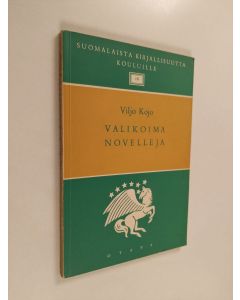 SUOMALAISTA KIRJALLISUUTTA
KOULUILLE
Viljo Kojo
VALIKOIMA
NOVELLEJA
OTAVA